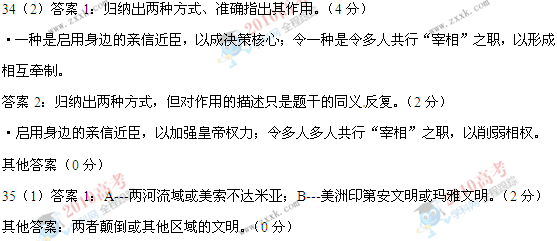 34（2）答案1：归纳出两种方式、准确指出其作用。（4分）
·一种是启用身边的亲信近臣，以成决策核心；令一种是令多人共行“宰相”之职，以形成
相互牵制。
答案2：归纳出两种方式，但对作用的描述只是题干的同义反复。（2分）
·启用身边的亲信近臣，以加强皇帝权力；令多人多人共行“宰相”之职，以削弱相权。
其他答案（0分）
35（1）答案1：A---两河流域或美索不达米亚；B---美洲印第安文明或玛雅文明。（2分）
其他答案：两者颠倒或其他区域的文明。（0分）